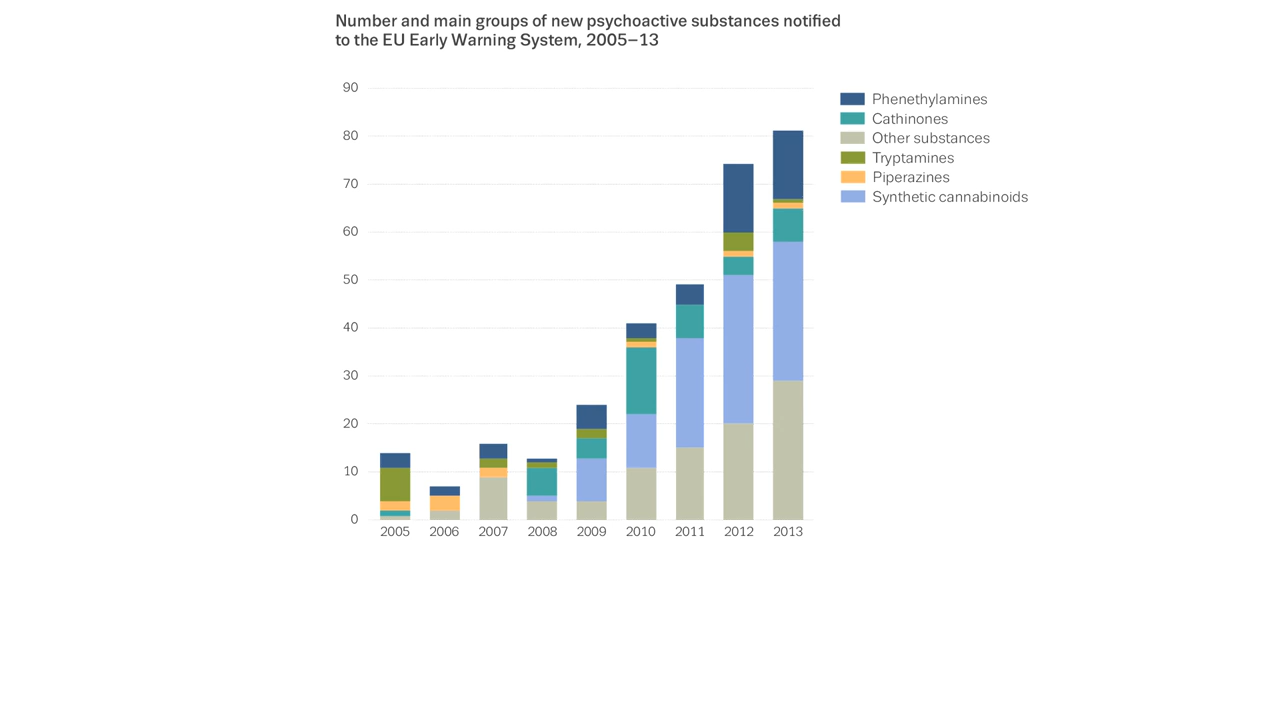 Number and main groups of new psychoactive substances notified
to the EU Early Warning System, 2005–13
90
80
70
60
50
40
30
20
10
0
2005
2006
2007
2008
2009
2010
2011
2012
2013
Phenethylamines
Cathinones
Other substances
Tryptamines
Piperazines
Synthetic cannabinoids